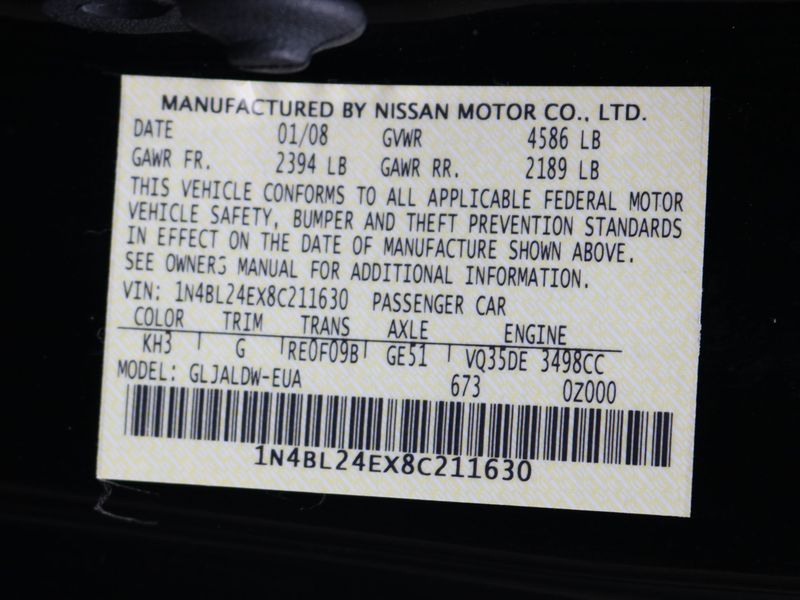 MANUFACTURED BY NISSAN MOTOR CO., LTD.
DATE 01/08 GVWR 4586 LB
GAWR FR. 2394 LB GAWR RR. 2189 LB
THIS VEHICLE CONFORMS TO ALL APPLICABLE FEDERAL MOTOR
VEHICLE SAFETY, BUMPER AND THEFT PREVENTION STANDARDS
IN EFFECT ON THE DATE OF MANUFACTURE SHOWN ABOVE.
SEE OWNERS MANUAL FOR ADDITIONAL INFORMATION.
VIN: 1N4BL24EX8C211630 PASSENGER CAR
COLOR TRIM TRANS AXLE ENGINE
KH3 G RE0F09B GE51 VQ35DE 3498CC
MODEL: GLJALDW-EUA 673 0Z000
1N4BL24EX8C211630